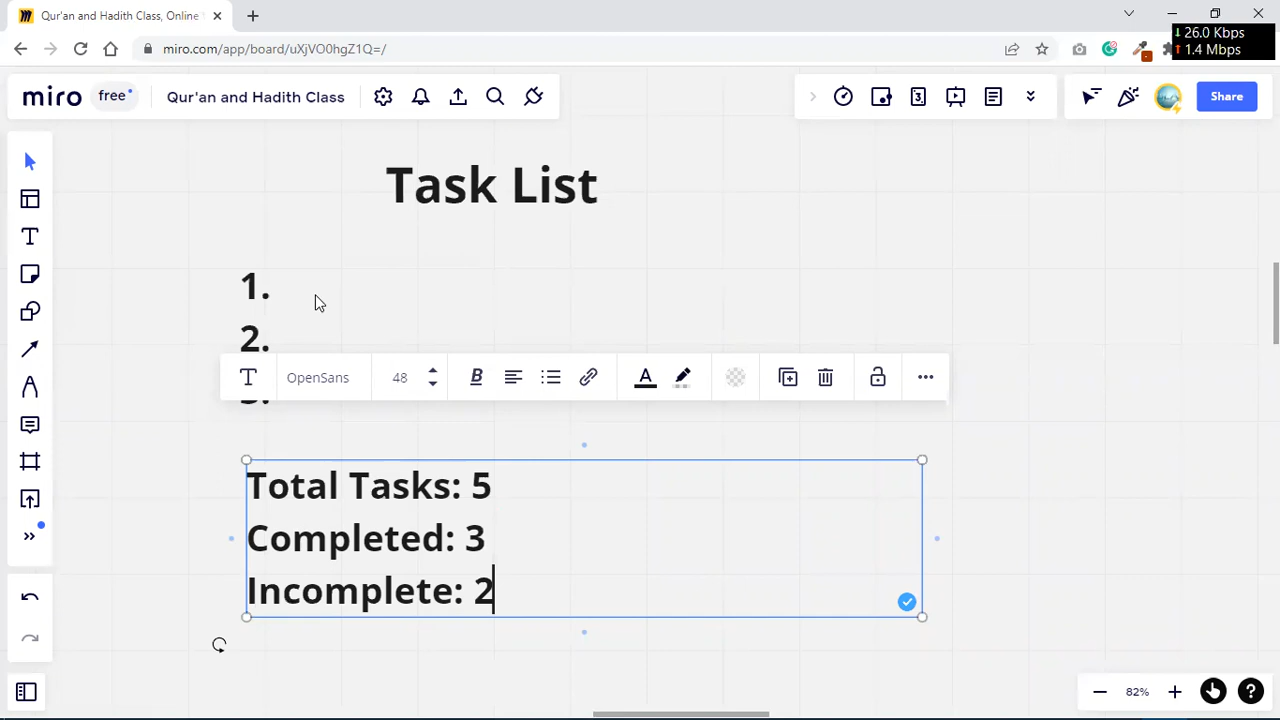 Qur'an and Hadith Class, Online
miro.com/app/board/uXjVO0hgZ1Q=/
26.0 Kbps
1.4 Mbps
miro
free
Qur'an and Hadith Class
Share
Task List
1.
2.
OpenSans
48
B
A
Total Tasks: 5
Completed: 3
Incomplete: 2
82%